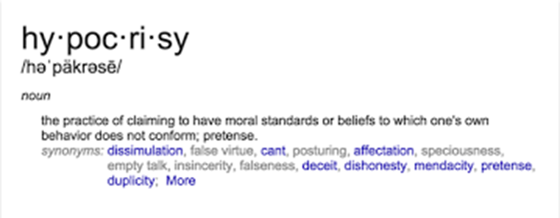 hy·poc·ri·sy
/həˈpäkrəsē/
noun
the practice of claiming to have moral standards or beliefs to which one's own
behavior does not conform; pretense.
synonyms: dissimulation, false virtue, cant, posturing, affectation, speciousness,
empty talk, insincerity, falseness, deceit, dishonesty, mendacity, pretense,
duplicity; More